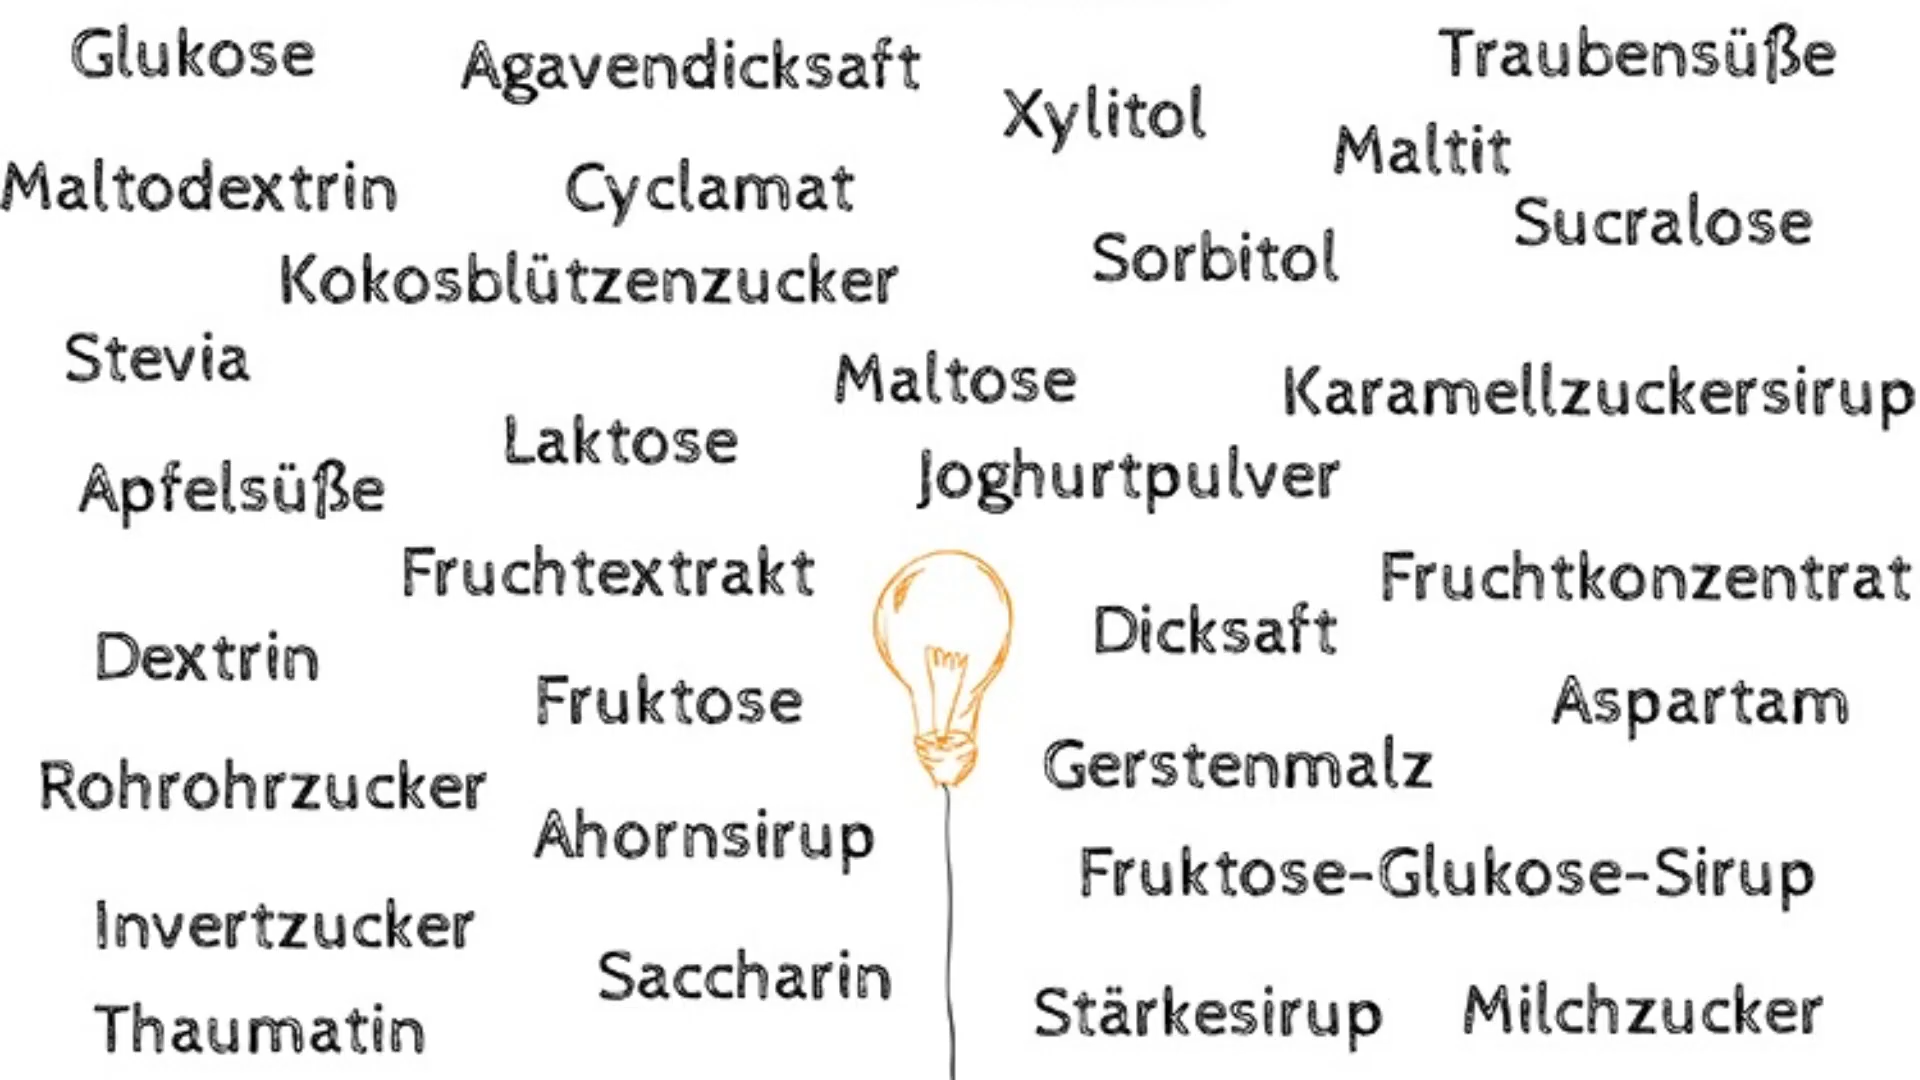 Glukose
Agavendicksaft
Traubensüße
Xylitol
Maltit
Maltodextrin
Cyclamat
Sucralose
Sorbitol
Kokosblützenzucker
Stevia
Maltose
Karamellzuckersirup
Laktose
Joghurtpulver
Apfelsüße
Fruchtextrakt
Fruchtkonzentrat
Dicksaft
Dextrin
Fruktose
Aspartam
Gerstenmalz
Rohrohrzucker
Ahornsirup
Fruktose-Glukose-Sirup
Invertzucker
Saccharin
Stärkesirup
Milchzucker
Thaumatin